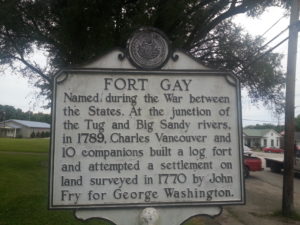 FORT GAY
Named, during the War between
the States. At the junction of
the Tug and Big Sandy rivers,
in 1789, Charles Vancouver and
10 companions built a log fort
and attempted a settlement on
land surveyed in 1770 by John
Fry for George Washington.